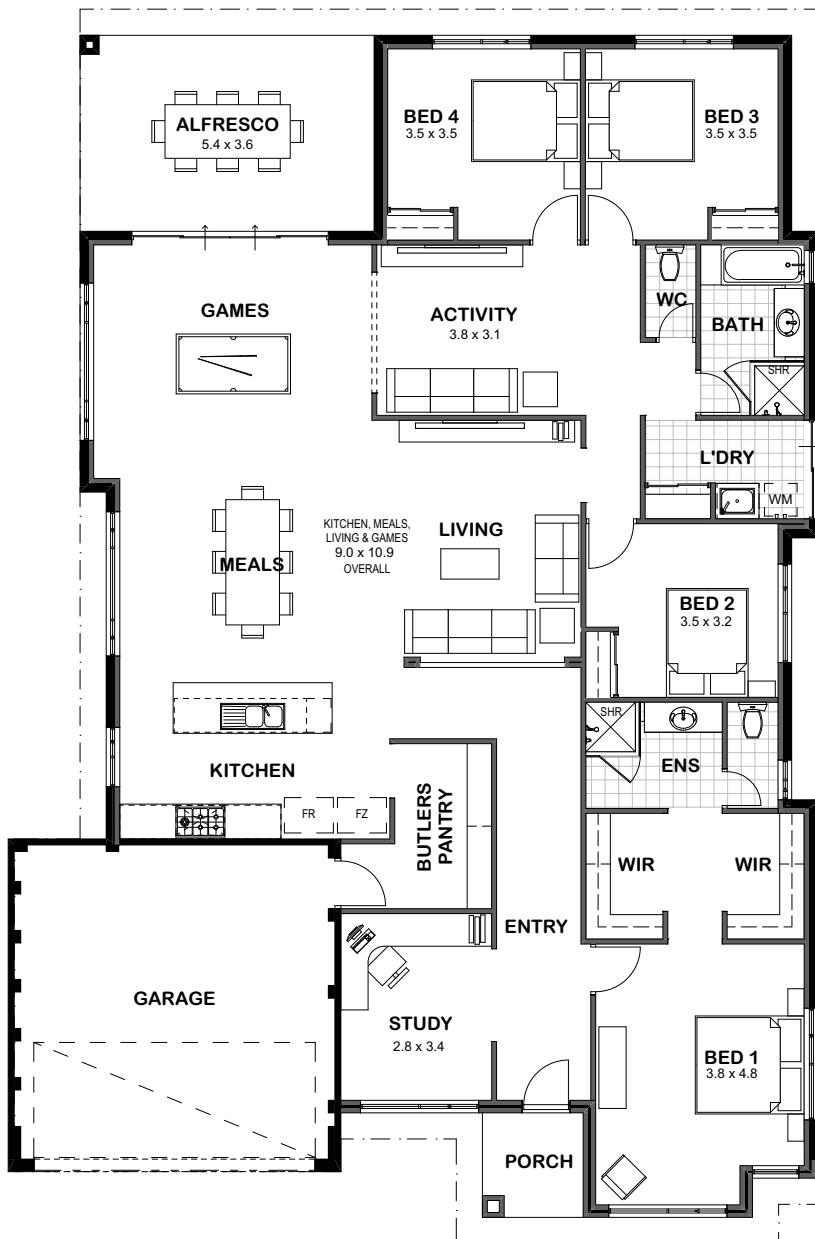 ALFRESCO
5.4 x 3.6
BED 4
3.5 x 3.5
BED 3
3.5 x 3.5
GAMES
ACTIVITY
3.8 x 3.1
WC
BATH
SHR
L'DRY
WM
MEALS
KITCHEN, MEALS,
LIVING & GAMES
9.0 x 10.9
OVERALL
LIVING
BED 2
3.5 x 3.2
SHR
ENS
KITCHEN
FR
FZ
BUTLERS
PANTRY
WIR
WIR
ENTRY
GARAGE
STUDY
2.8 x 3.4
BED 1
3.8 x 4.8
PORCH